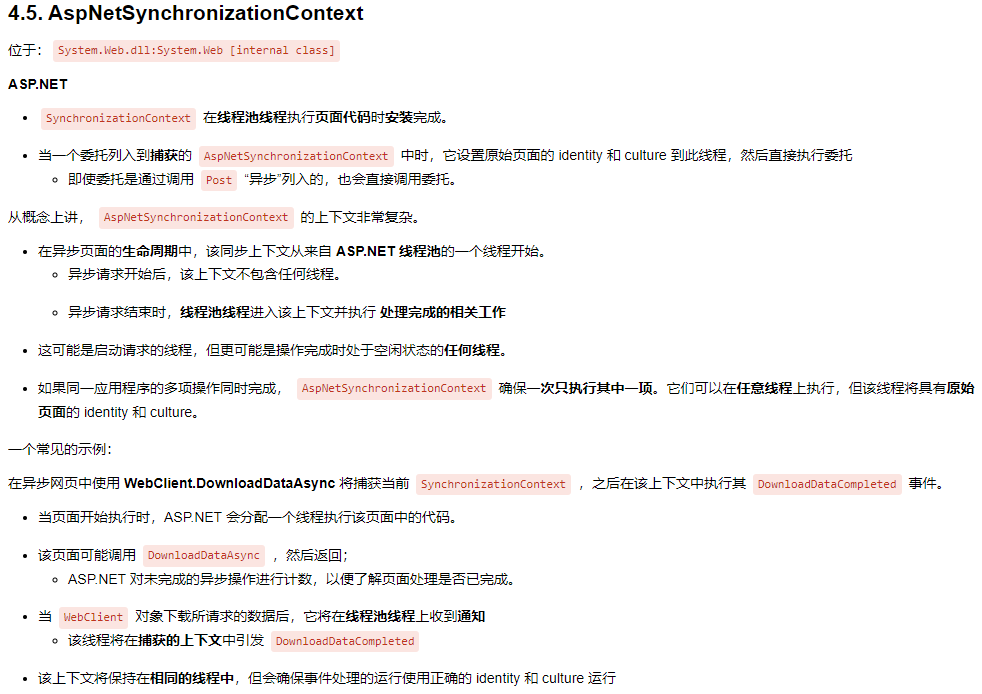 4.5. AspNetSynchronizationContext
位于： System.Web.dll:System.Web [internal class]
ASP.NET
SynchronizationContext 在线程池线程执行页面代码时安装完成。
当一个委托列入到捕获的 AspNetSynchronizationContext 中时，它设置原始页面的 identity 和 culture 到此线程，然后直接执行委托
即使委托是通过调用 Post “异步”列入的，也会直接调用委托。
从概念上讲， AspNetSynchronizationContext 的上下文非常复杂。
在异步页面的生命周期中，该同步上下文从来自 ASP.NET 线程池的一个线程开始。
异步请求开始后，该上下文不包含任何线程。
异步请求结束时，线程池线程进入该上下文并执行 处理完成的相关工作
这可能是启动请求的线程，但更可能是操作完成时处于空闲状态的任何线程。
如果同一应用程序的多项操作同时完成， AspNetSynchronizationContext 确保一次只执行其中一项。它们可以在任意线程上执行，但该线程将具有原始
页面的 identity 和 culture。
一个常见的示例：
在异步网页中使用 WebClient.DownloadDataAsync 将捕获当前 SynchronizationContext ，之后在该上下文中执行其 DownloadDataCompleted 事件。
当页面开始执行时，ASP.NET 会分配一个线程执行该页面中的代码。
该页面可能调用 DownloadDataAsync ，然后返回；
ASP.NET 对未完成的异步操作进行计数，以便了解页面处理是否已完成。
当 WebClient 对象下载所请求的数据后，它将在线程池线程上收到通知
该线程将在捕获的上下文中引发 DownloadDataCompleted
该上下文将保持在相同的线程中，但会确保事件处理的运行使用正确的 identity 和 culture 运行